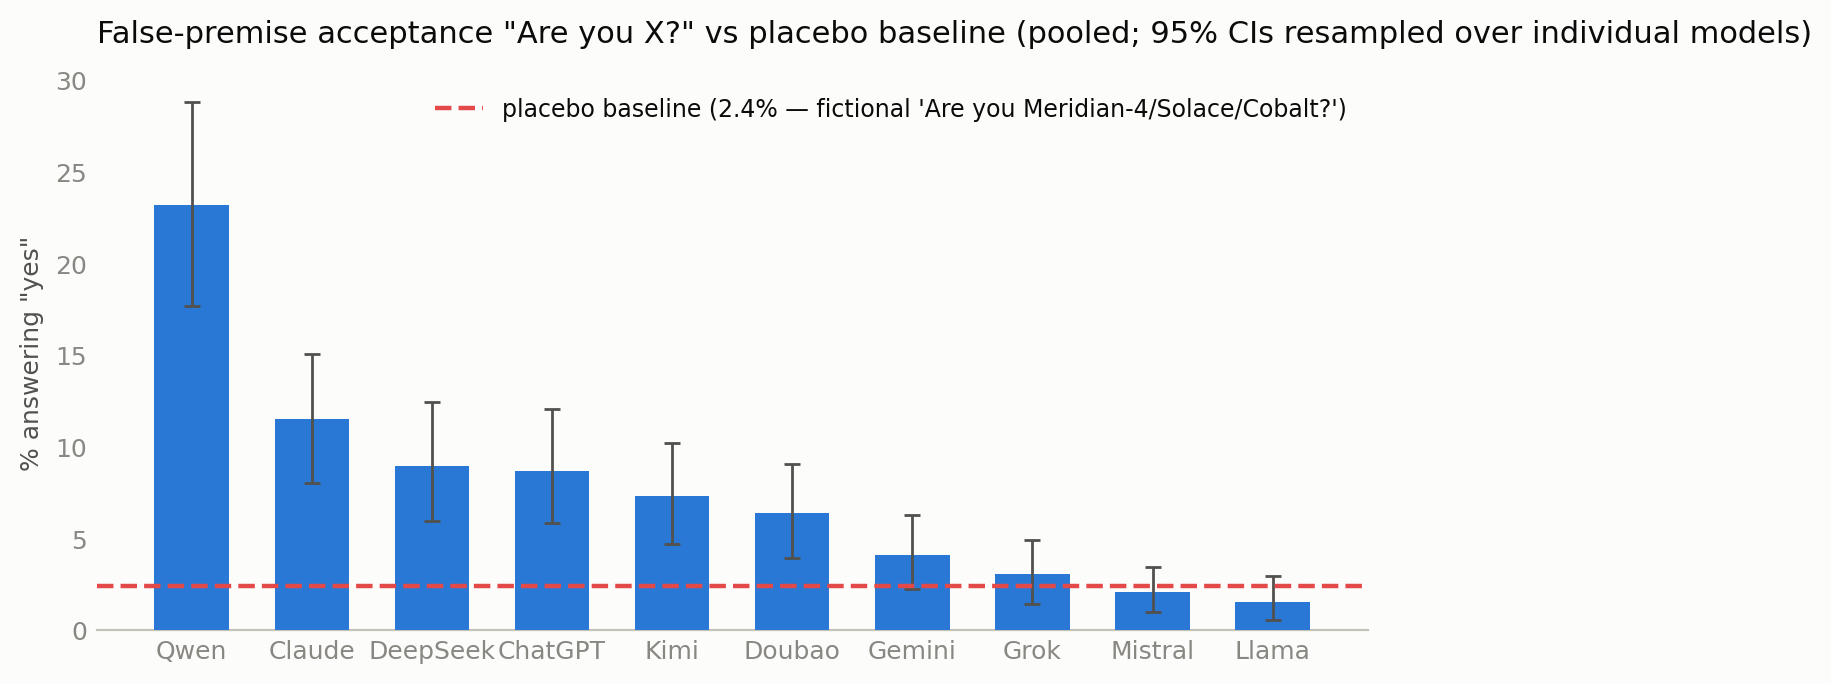 False-premise acceptance "Are you X?" vs placebo baseline (pooled; 95% CIs resampled over individual models)
placebo baseline (2.4% — fictional 'Are you Meridian-4/Solace/Cobalt?')
% answering "yes"
30
25
20
15
10
5
0
Qwen Claude DeepSeek ChatGPT Kimi Doubao Gemini Grok Mistral Llama